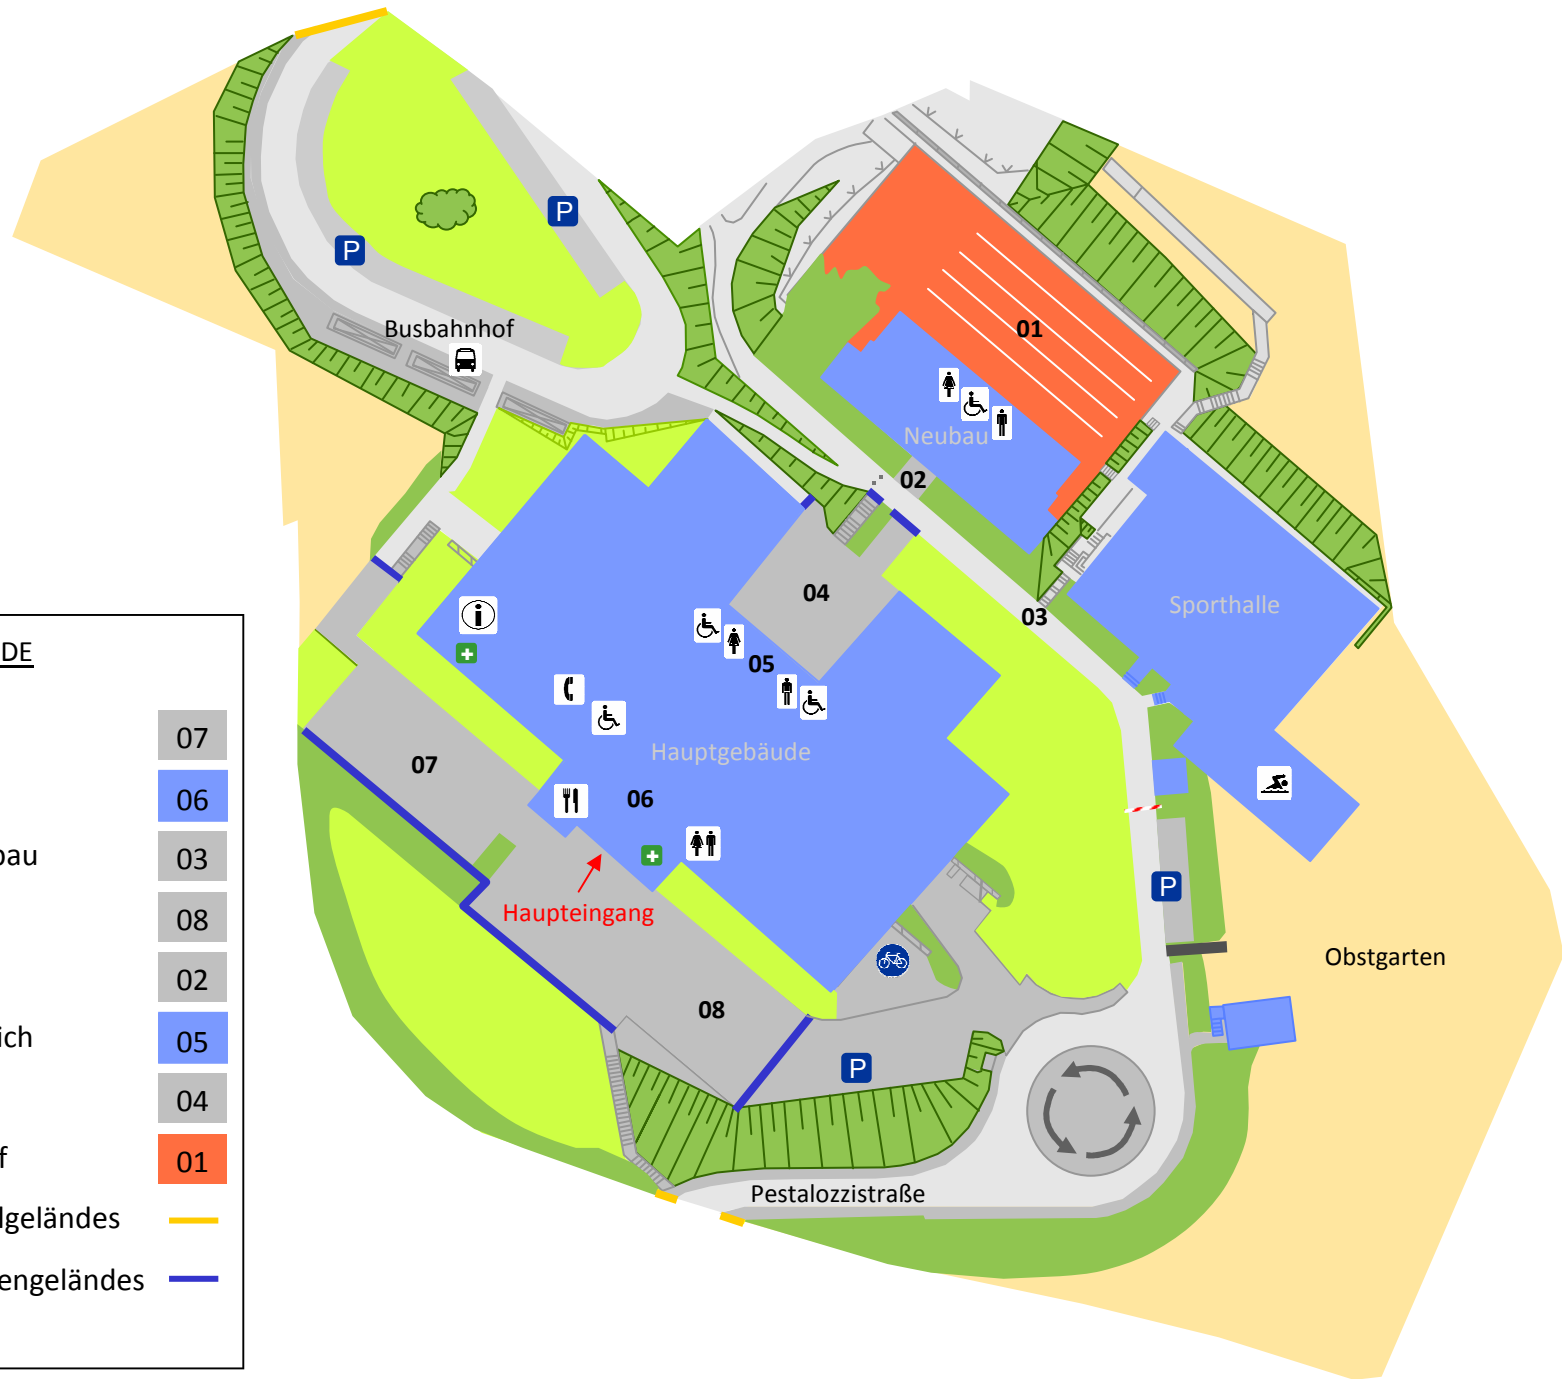 P
P
Busbahnhof
01
Neubau
02
Sporthalle
04
03
i
05
Hauptgebäude
07
06
P
Haupteingang
Obstgarten
08
P
Pestalozzistraße
DE
07
06
bau
03
08
02
ich
05
04
f
01
lgeländes
engeländes